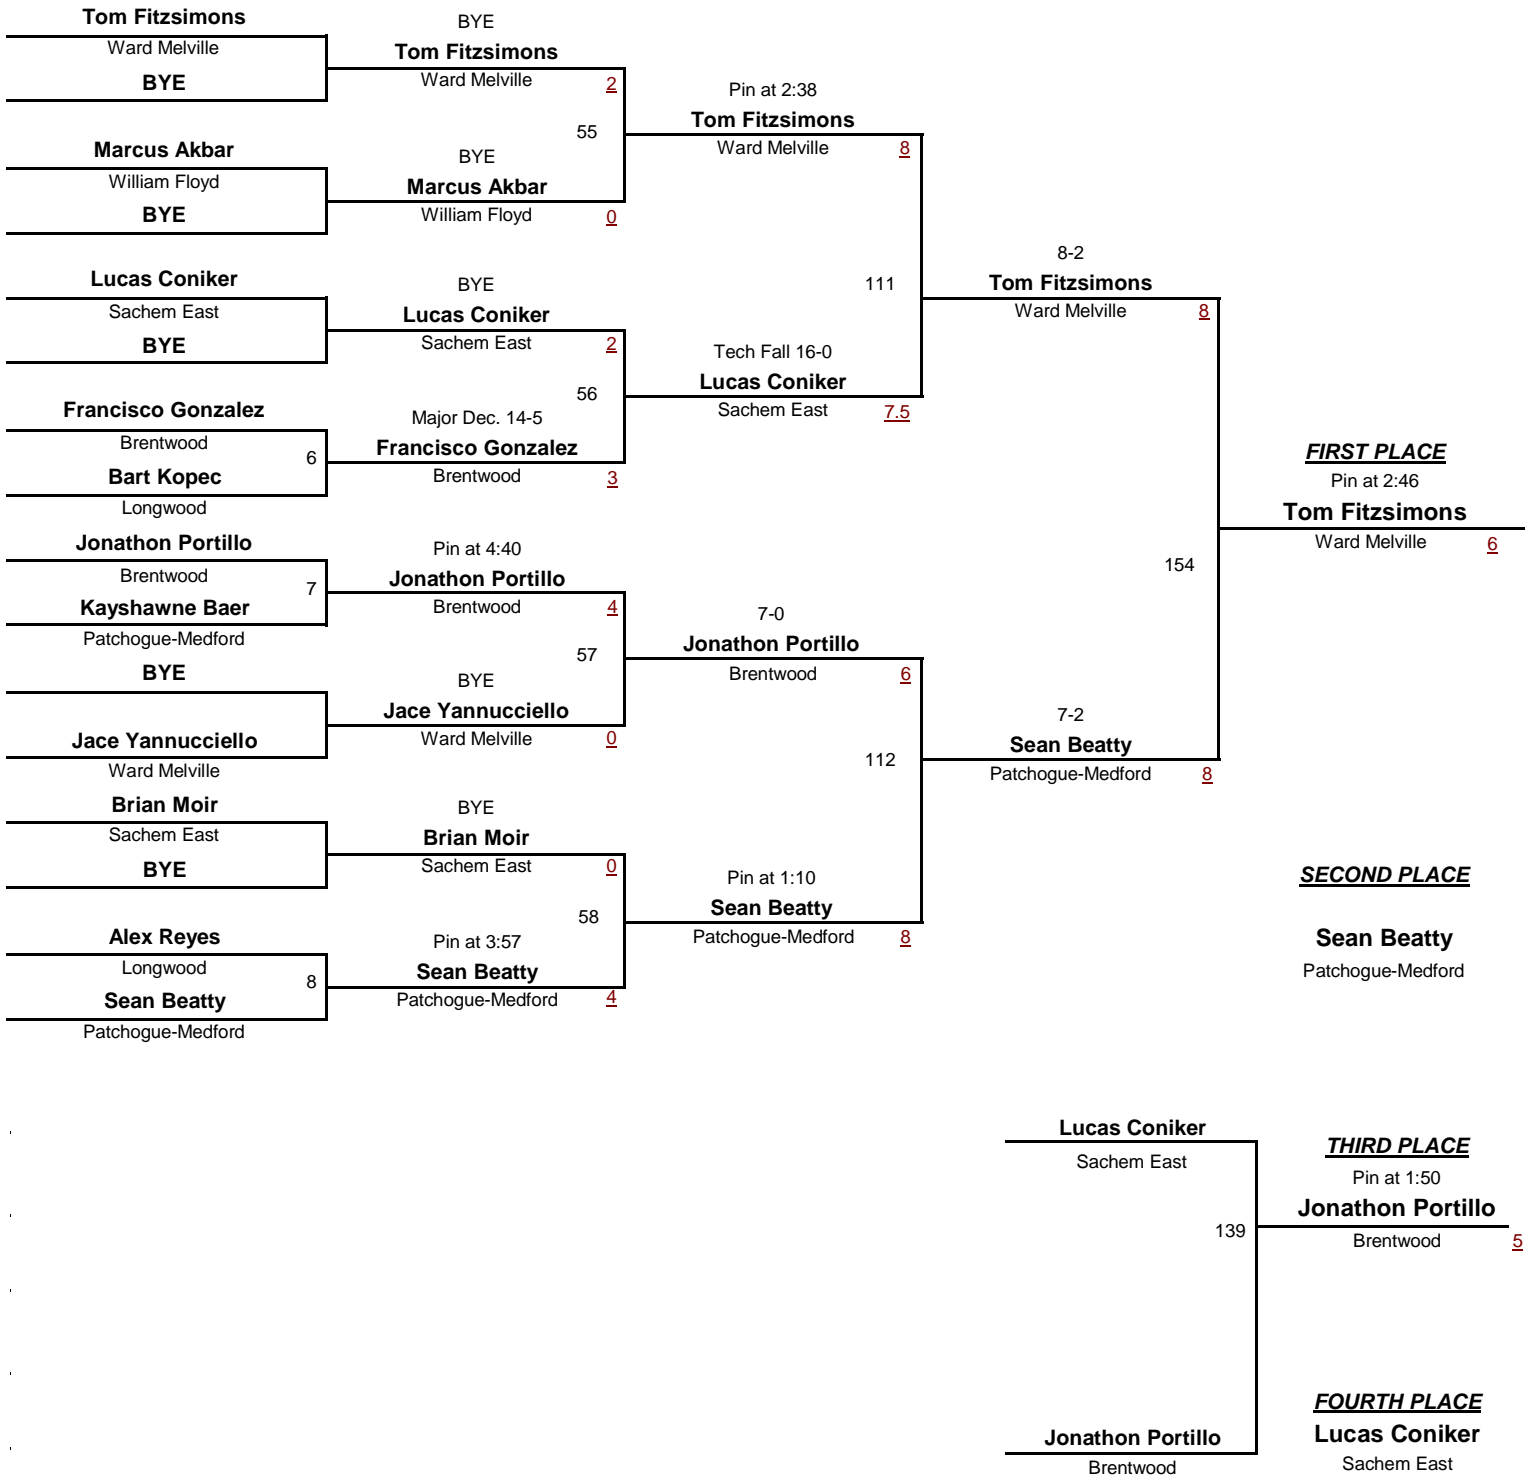 Tom Fitzsimons
Ward Melville
BYE
Marcus Akbar
William Floyd
BYE
Lucas Coniker
Sachem East
BYE
Francisco Gonzalez
Brentwood
6
Bart Kopec
Longwood
Jonathon Portillo
Brentwood
7
Kayshawne Baer
Patchogue-Medford
BYE
Jace Yannucciello
Ward Melville
Brian Moir
Sachem East
BYE
Alex Reyes
Longwood
8
Sean Beatty
Patchogue-Medford
BYE
Tom Fitzsimons
Ward Melville 2
55
BYE
Marcus Akbar
William Floyd 0
BYE
Lucas Coniker
Sachem East 2
56
Major Dec. 14-5
Francisco Gonzalez
Brentwood 3
Pin at 4:40
Jonathon Portillo
Brentwood 4
57
BYE
Jace Yannucciello
Ward Melville 0
BYE
Brian Moir
Sachem East 0
58
Pin at 3:57
Sean Beatty
Patchogue-Medford 4
Pin at 2:38
Tom Fitzsimons
Ward Melville 8
111
Tech Fall 16-0
Lucas Coniker
Sachem East 7.5
7-0
Jonathon Portillo
Brentwood 6
112
Pin at 1:10
Sean Beatty
Patchogue-Medford 8
8-2
Tom Fitzsimons
Ward Melville 8
154
7-2
Sean Beatty
Patchogue-Medford 8
FIRST PLACE
Pin at 2:46
Tom Fitzsimons
Ward Melville 6
SECOND PLACE
Sean Beatty
Patchogue-Medford
Lucas Coniker
Sachem East
139
Jonathon Portillo
Brentwood
THIRD PLACE
Pin at 1:50
Jonathon Portillo
Brentwood 5
FOURTH PLACE
Lucas Coniker
Sachem East